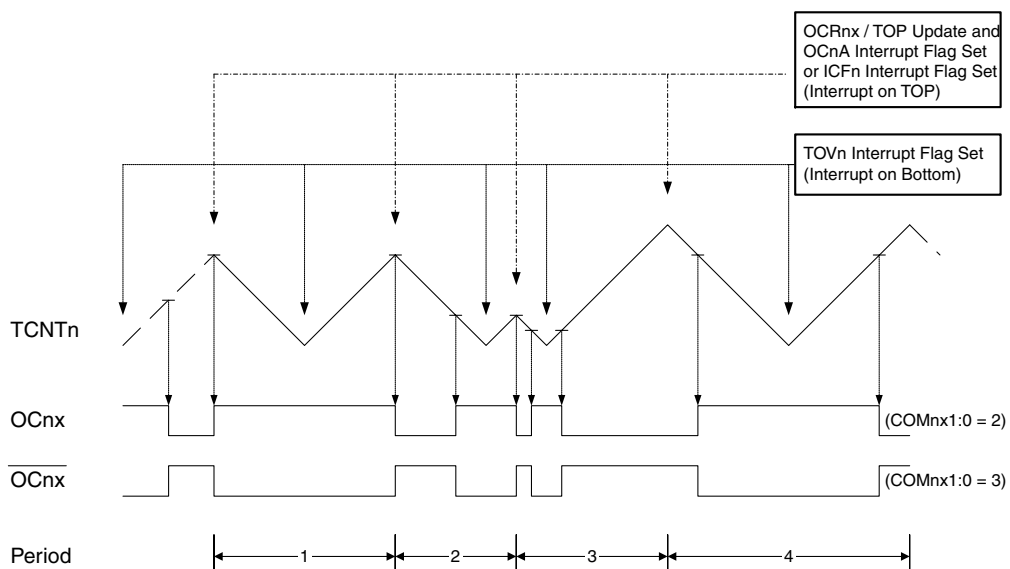 OCRnx / TOP Update and
OCnA Interrupt Flag Set
or ICFn Interrupt Flag Set
(Interrupt on TOP)
TOVn Interrupt Flag Set
(Interrupt on Bottom)
TCNTn
OCnx
(COMnx1:0 = 2)
OCnx
(COMnx1:0 = 3)
Period
1
2
3
4